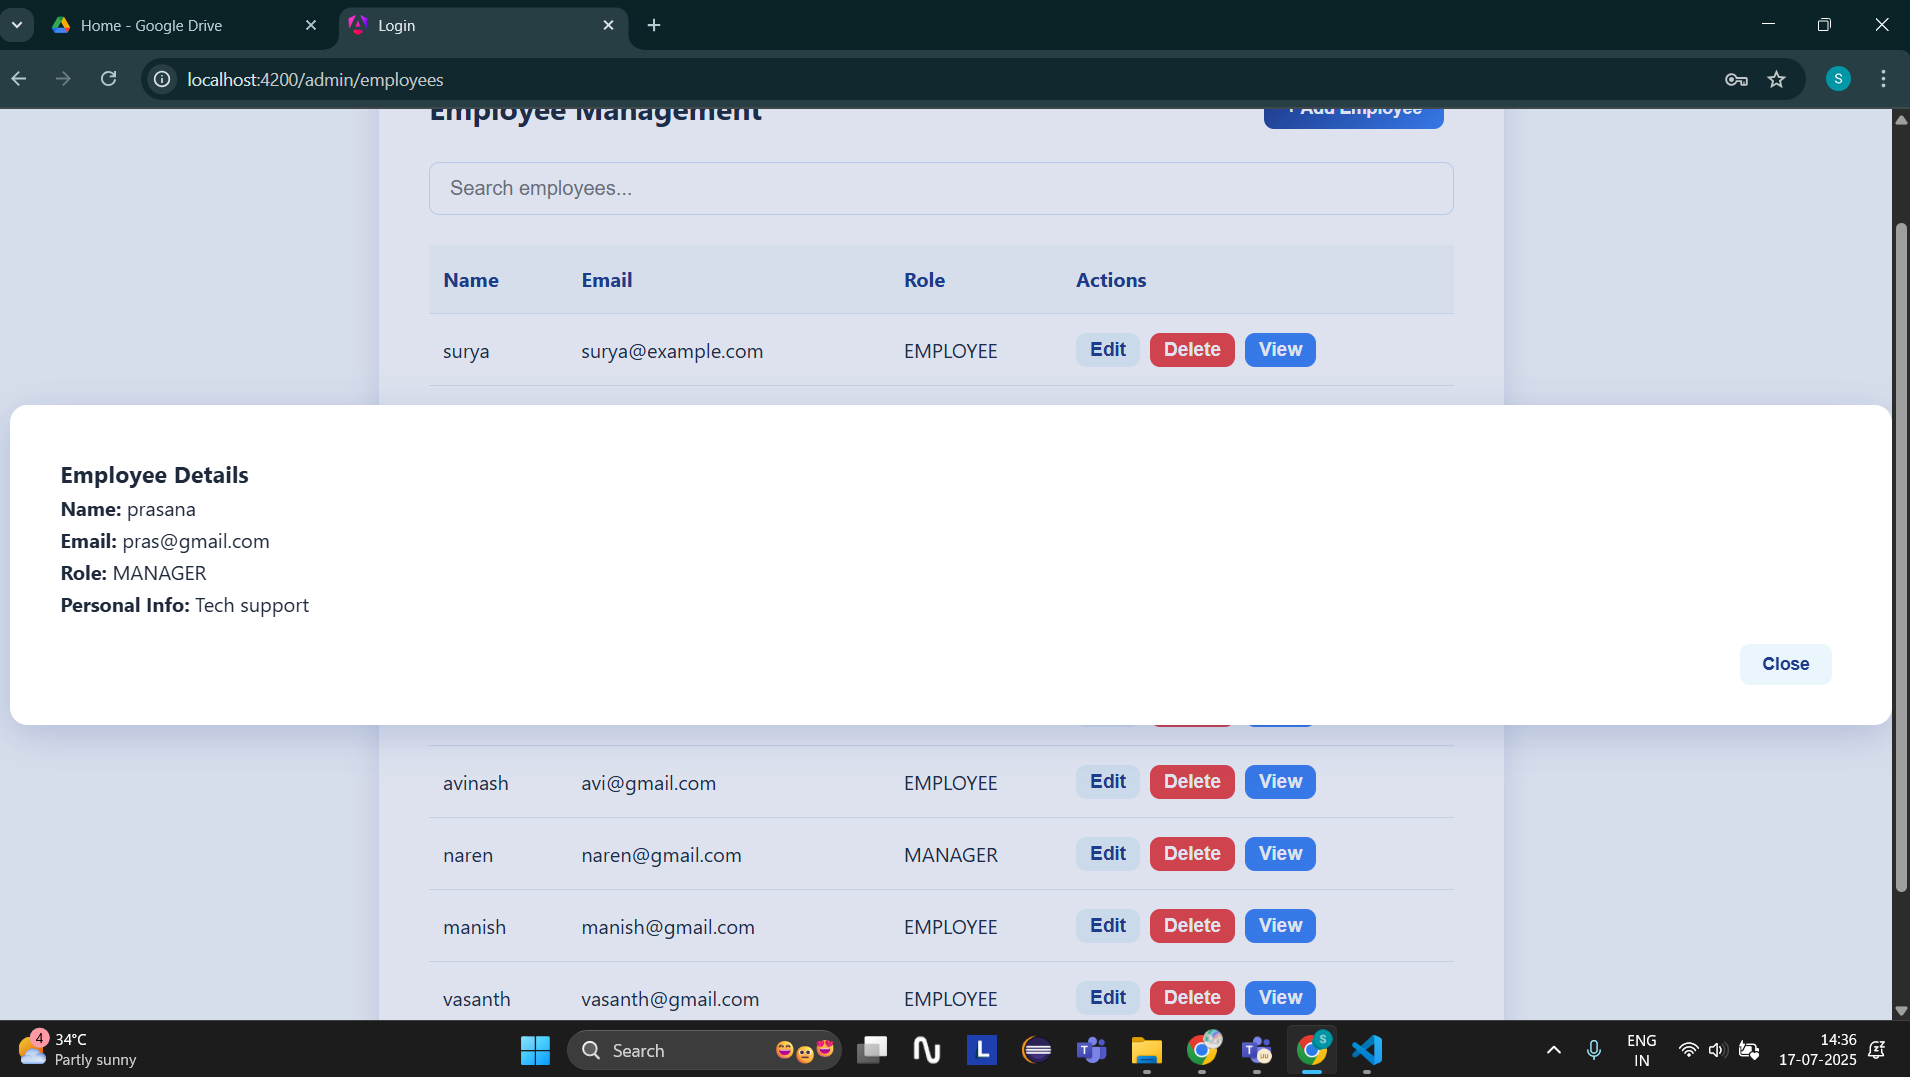 Home - Google Drive
Login
localhost:4200/admin/employees
S
Employee Management
+ Add Employee
Search employees...
Name Email Role Actions
surya surya@example.com EMPLOYEE Edit Delete View
Employee Details
Name: prasana
Email: pras@gmail.com
Role: MANAGER
Personal Info: Tech support
Close
avinash avi@gmail.com EMPLOYEE Edit Delete View
naren naren@gmail.com MANAGER Edit Delete View
manish manish@gmail.com EMPLOYEE Edit Delete View
vasanth vasanth@gmail.com EMPLOYEE Edit Delete View
4
34°C
Partly sunny
Search
L
S
ENG
IN
14:36
17-07-2025